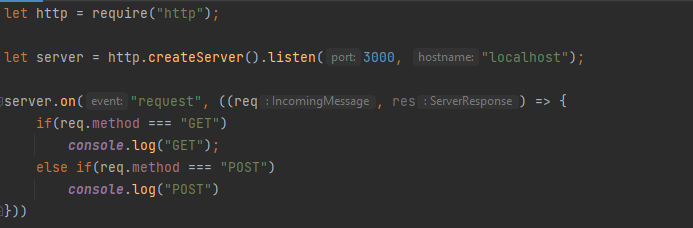 let http = require("http");
let server = http.createServer().listen( port: 3000, hostname: "localhost");
server.on( event: "request", ((req : IncomingMessage , res : ServerResponse ) => {
if(req.method === "GET")
console.log("GET");
else if(req.method === "POST")
console.log("POST")
}))